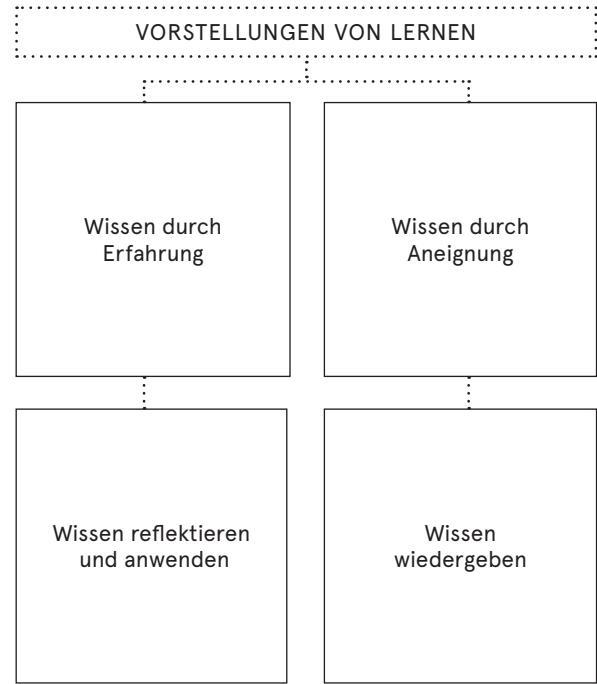 VORSTELLUNGEN VON LERNEN
Wissen durch
Erfahrung
Wissen durch
Aneignung
Wissen reflektieren
und anwenden
Wissen
wiedergeben